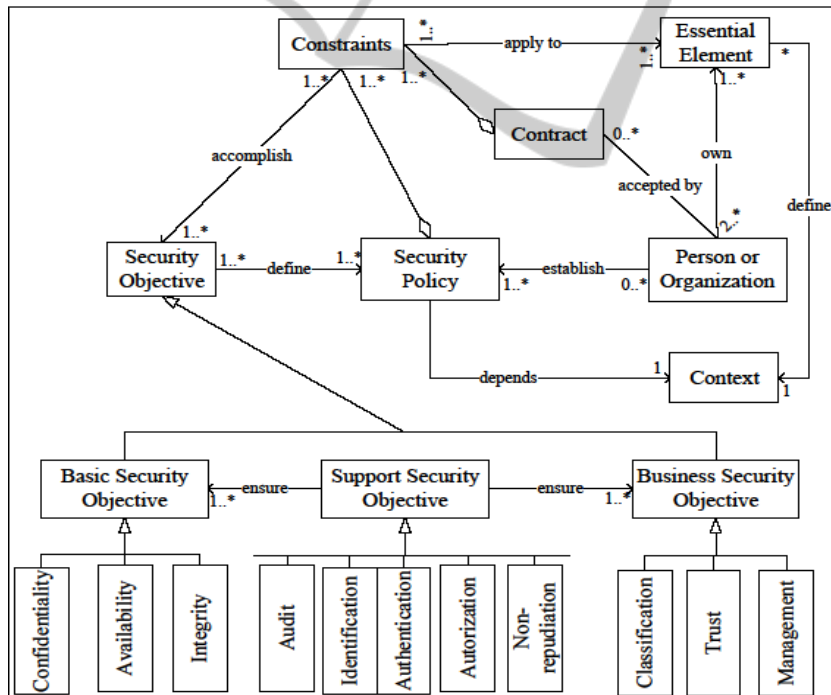 Constraints
1..*
apply to
1..*
Essential
Element
*
1..*
1..*
1..*
1..*
Contract
0..*
accomplish
accepted by
own
define
1..*
2..*
Security
Objective
1..*
define
1..*
Security
Policy
1..*
establish
0..*
Person or
Organization
depends
1
Context
1
Basic Security
Objective
1..*
ensure
Support Security
Objective
ensure
1..*
Business Security
Objective
Confidentiality
Availability
Integrity
Audit
Identification
Authentication
Autorization
Non-
repudiation
Classification
Trust
Management